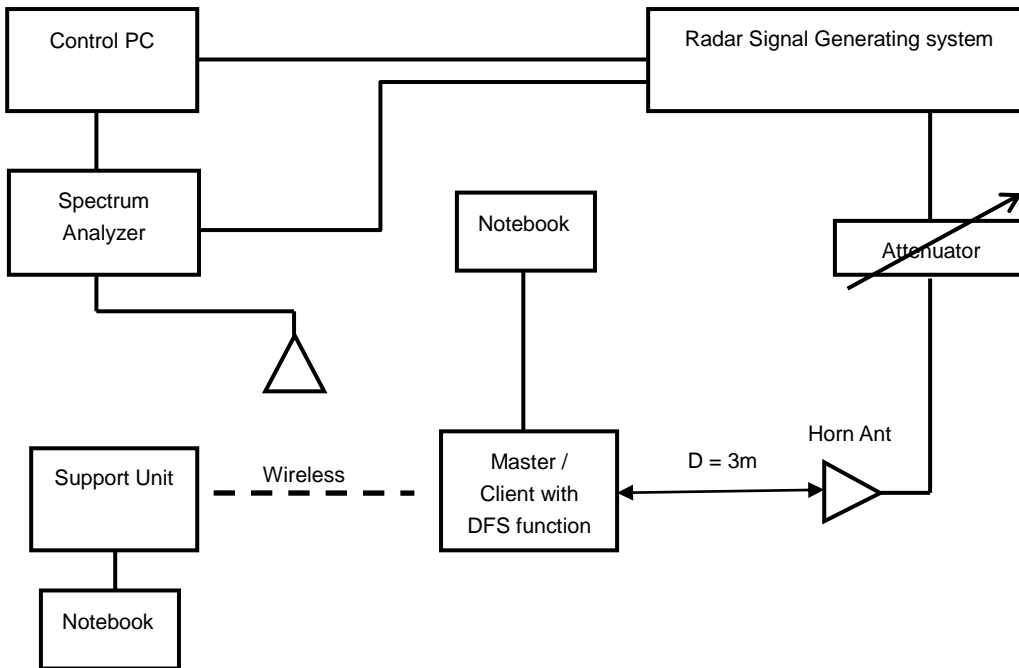 Control PC
Radar Signal Generating system
Spectrum
Analyzer
Notebook
Attenuator
Horn Ant
Support Unit
Wireless
Master /
Client with
DFS function
D = 3m
Notebook